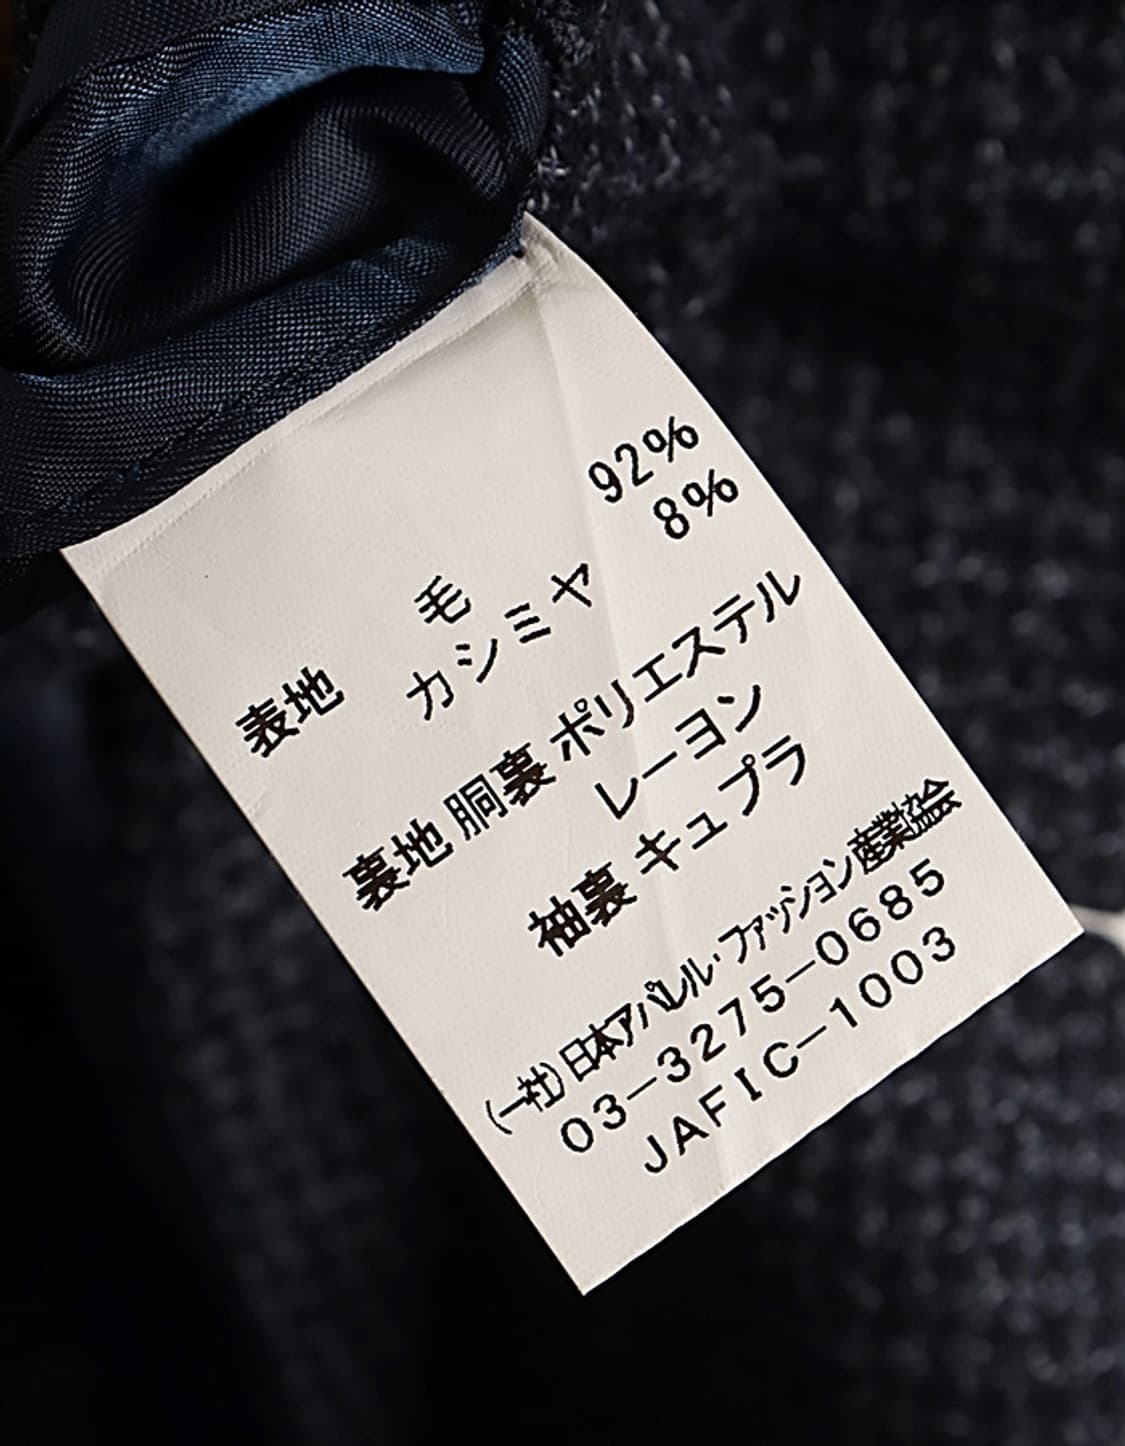 表地 毛 92%
カシミヤ 8%
裏地 胴裏 ポリエステル
レーヨン
袖裏 キュプラ
(一社)日本アパレル・ファッション産業協会
03-3275-0685
JAFIC-1003